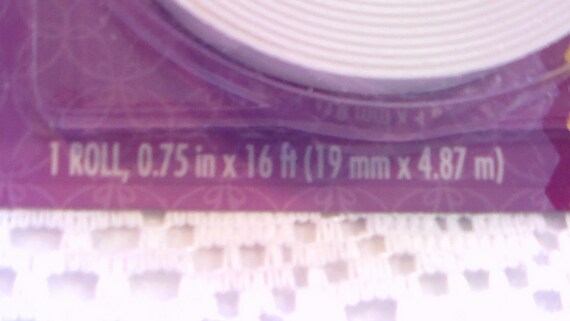 1 ROLL, 0.75 in x 16 ft (19 mm x 4.87 m)